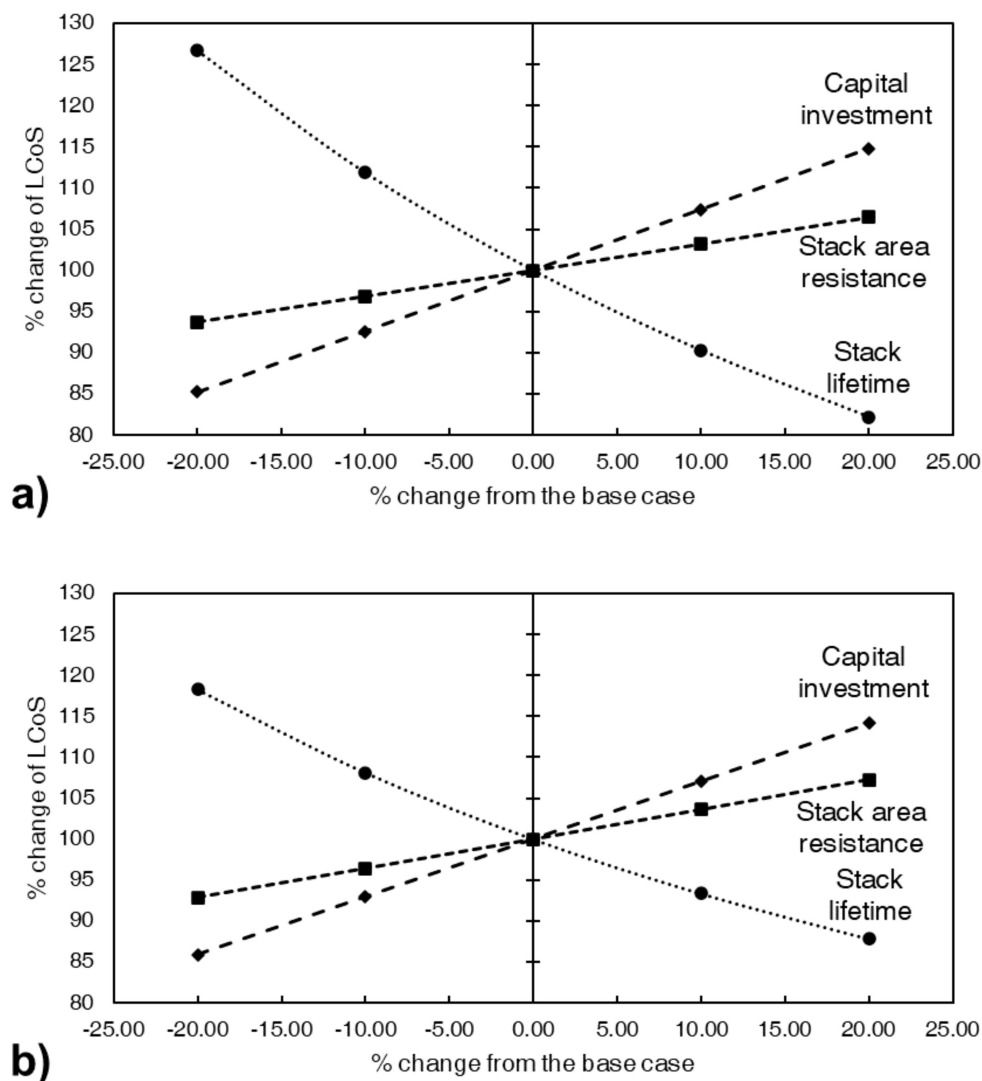 130
125
120
115
110
105
100
95
90
85
80
% change of LCoS
Capital
investment
Stack area
resistance
Stack
lifetime
-25.00 -20.00 -15.00 -10.00 -5.00 0.00 5.00 10.00 15.00 20.00 25.00
% change from the base case
a)
130
125
120
115
110
105
100
95
90
85
80
% change of LCoS
Capital
investment
Stack area
resistance
Stack
lifetime
-25.00 -20.00 -15.00 -10.00 -5.00 0.00 5.00 10.00 15.00 20.00 25.00
% change from the base case
b)